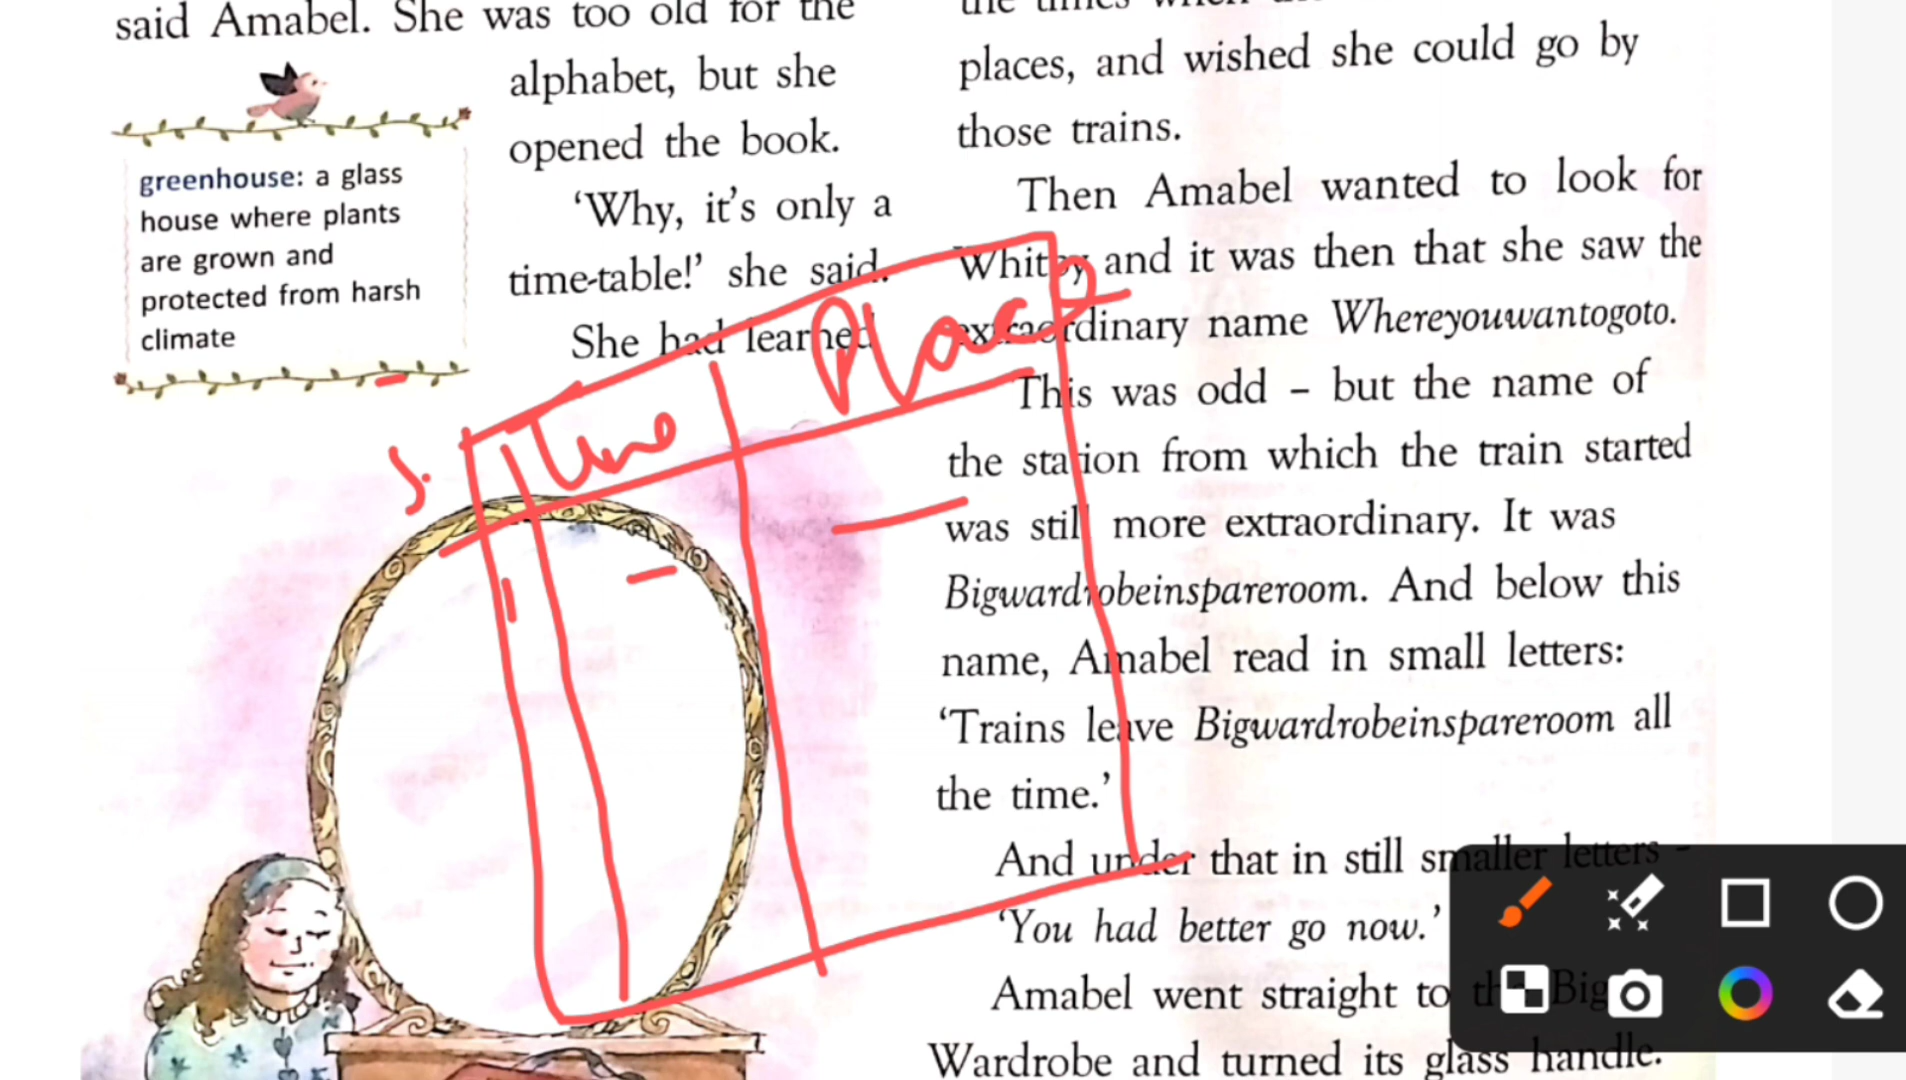 said Amabel. She was too old for the
alphabet, but she
opened the book.
'Why, it's only a
time-table!' she said.
She had learned
greenhouse: a glass
house where plants
are grown and
protected from harsh
climate
S.
Time
Place
the times when
places, and wished she could go by
those trains.
Then Amabel wanted to look for
Whitby and it was then that she saw the
extraordinary name Whereyouwantogoto.
This was odd – but the name of
the station from which the train started
was still more extraordinary. It was
Bigwardrobeinspareroom. And below this
name, Amabel read in small letters:
'Trains leave Bigwardrobeinspareroom all
the time.'
And under that in still smaller letters –
'You had better go now.'
Amabel went straight to the Big
Wardrobe and turned its glass handle.